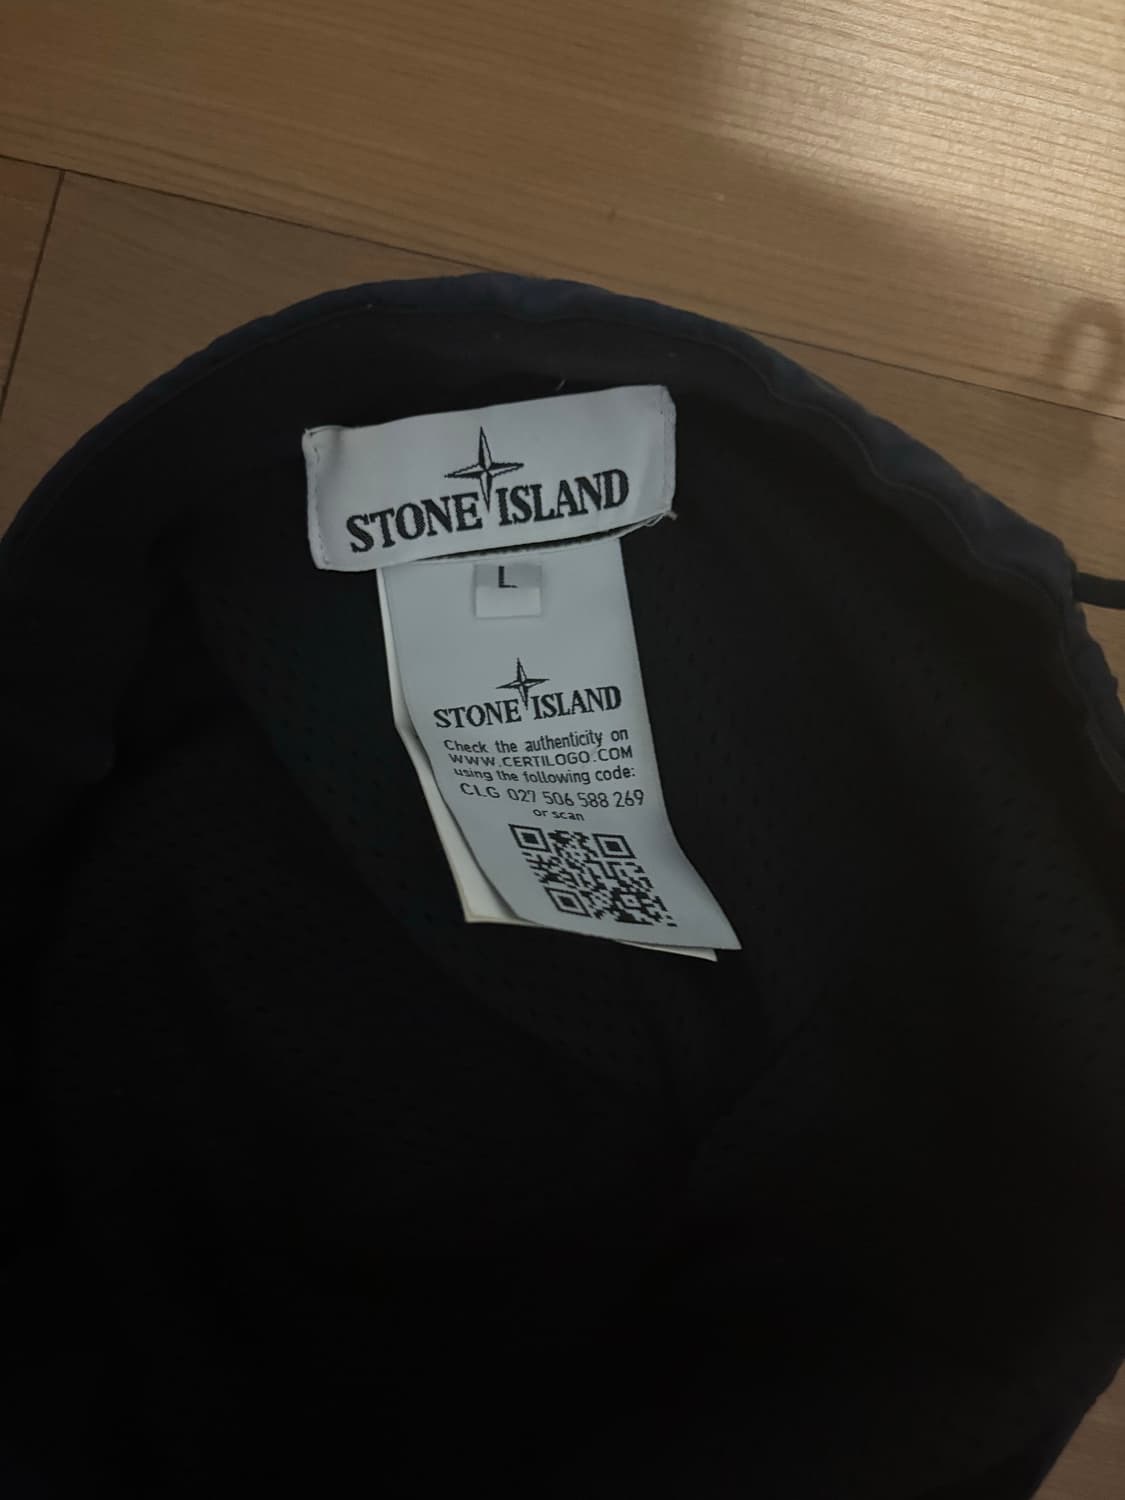 STONE ISLAND
L
STONE ISLAND
Check the authenticity on
WWW.CERTILOGO.COM
using the following code:
CLG 027 506 588 269
or scan